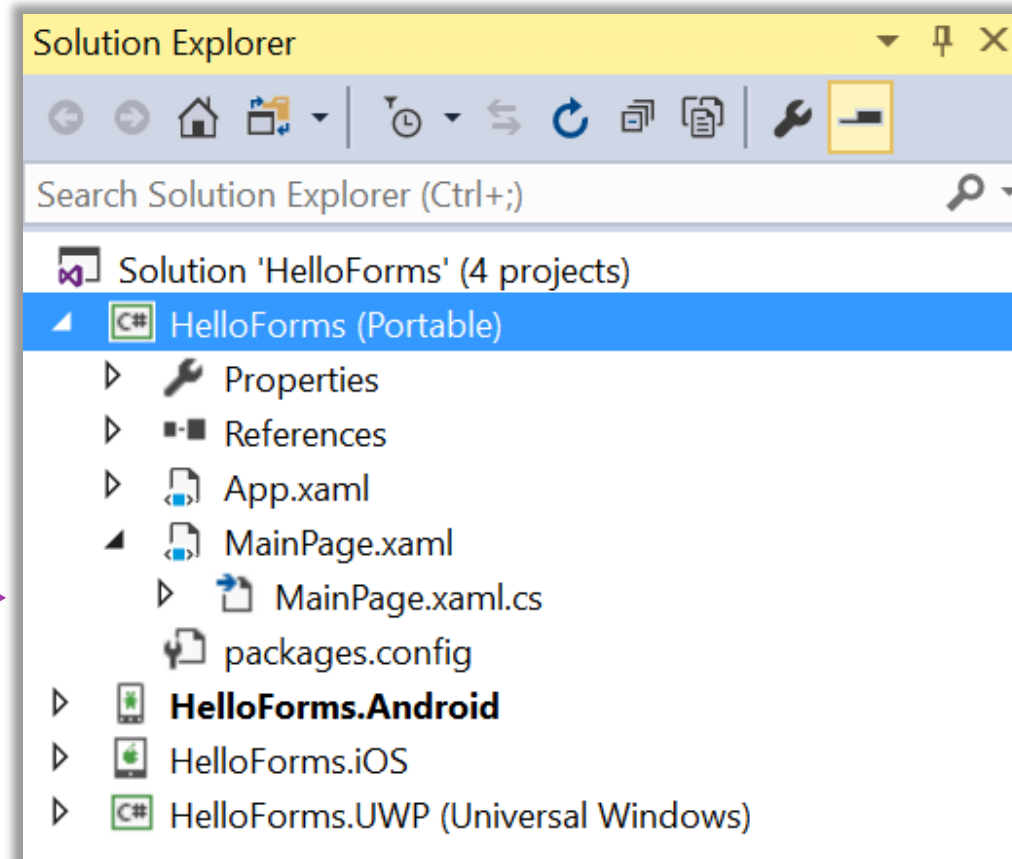 Solution Explorer
Search Solution Explorer (Ctrl+;)
Solution 'HelloForms' (4 projects)
C# HelloForms (Portable)
Properties
References
App.xaml
MainPage.xaml
MainPage.xaml.cs
packages.config
HelloForms.Android
HelloForms.iOS
C# HelloForms.UWP (Universal Windows)